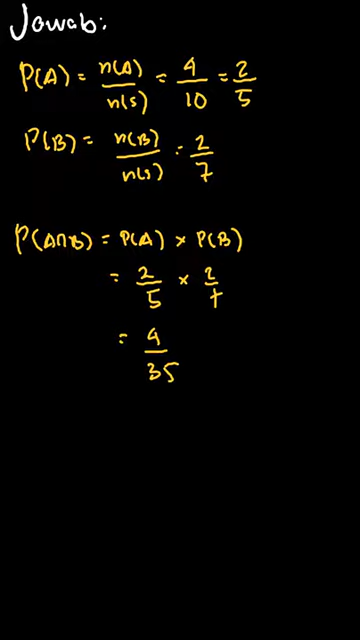 Jawab:
P(A) = n(A)/n(s) = 4/10 = 2/5
P(B) = n(B)/n(s) = 2/7
P(A∩B) = P(A) × P(B)
= 2/5 × 2/7
= 4/35